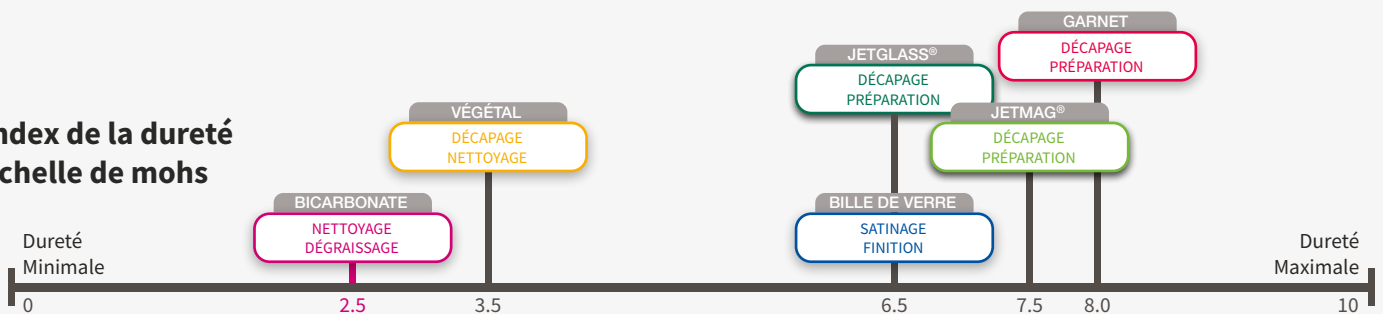 ndex de la dureté
chelle de mohs
GARNET
DÉCAPAGE
PRÉPARATION
JETGLASS®
DÉCAPAGE
PRÉPARATION
VÉGÉTAL
DÉCAPAGE
NETTOYAGE
JETMAG®
DÉCAPAGE
PRÉPARATION
BICARBONATE
NETTOYAGE
DÉGRAISSAGE
BILLE DE VERRE
SATINAGE
FINITION
Dureté
Minimale
Dureté
Maximale
0 2.5 3.5 6.5 7.5 8.0 10